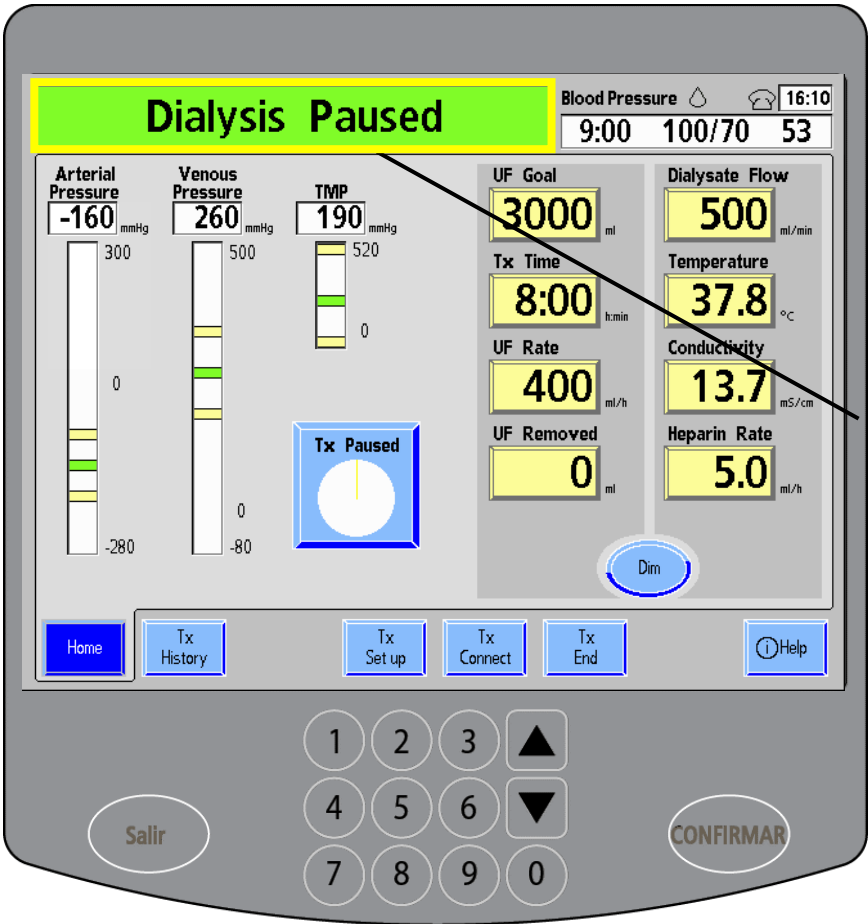 Dialysis Paused
Blood Pressure 16:10
9:00 100/70 53
Arterial
Pressure
-160 mmHg
300
0
-280
Venous
Pressure
260 mmHg
500
0
-80
TMP
190 mmHg
520
0
Tx Paused
UF Goal
3000 ml
Tx Time
8:00 h:min
UF Rate
400 ml/h
UF Removed
0 ml
Dialysate Flow
500 ml/min
Temperature
37.8 °C
Conductivity
13.7 mS/cm
Heparin Rate
5.0 ml/h
Dim
Home
Tx
History
Tx
Set up
Tx
Connect
Tx
End
i Help
1 2 3
4 5 6
7 8 9 0
Salir
CONFIRMAR